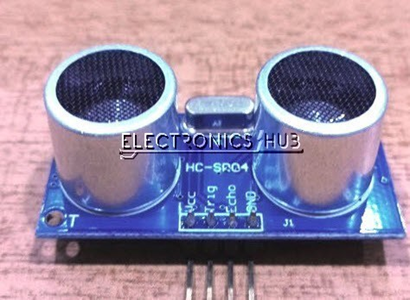 ELECTRONICS HUB
HC-SR04
Vcc Trig Echo GND
J1
T